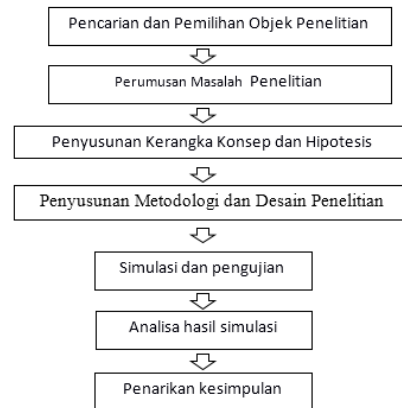 Pencarian dan Pemilihan Objek Penelitian
Perumusan Masalah Penelitian
Penyusunan Kerangka Konsep dan Hipotesis
Penyusunan Metodologi dan Desain Penelitian
Simulasi dan pengujian
Analisa hasil simulasi
Penarikan kesimpulan